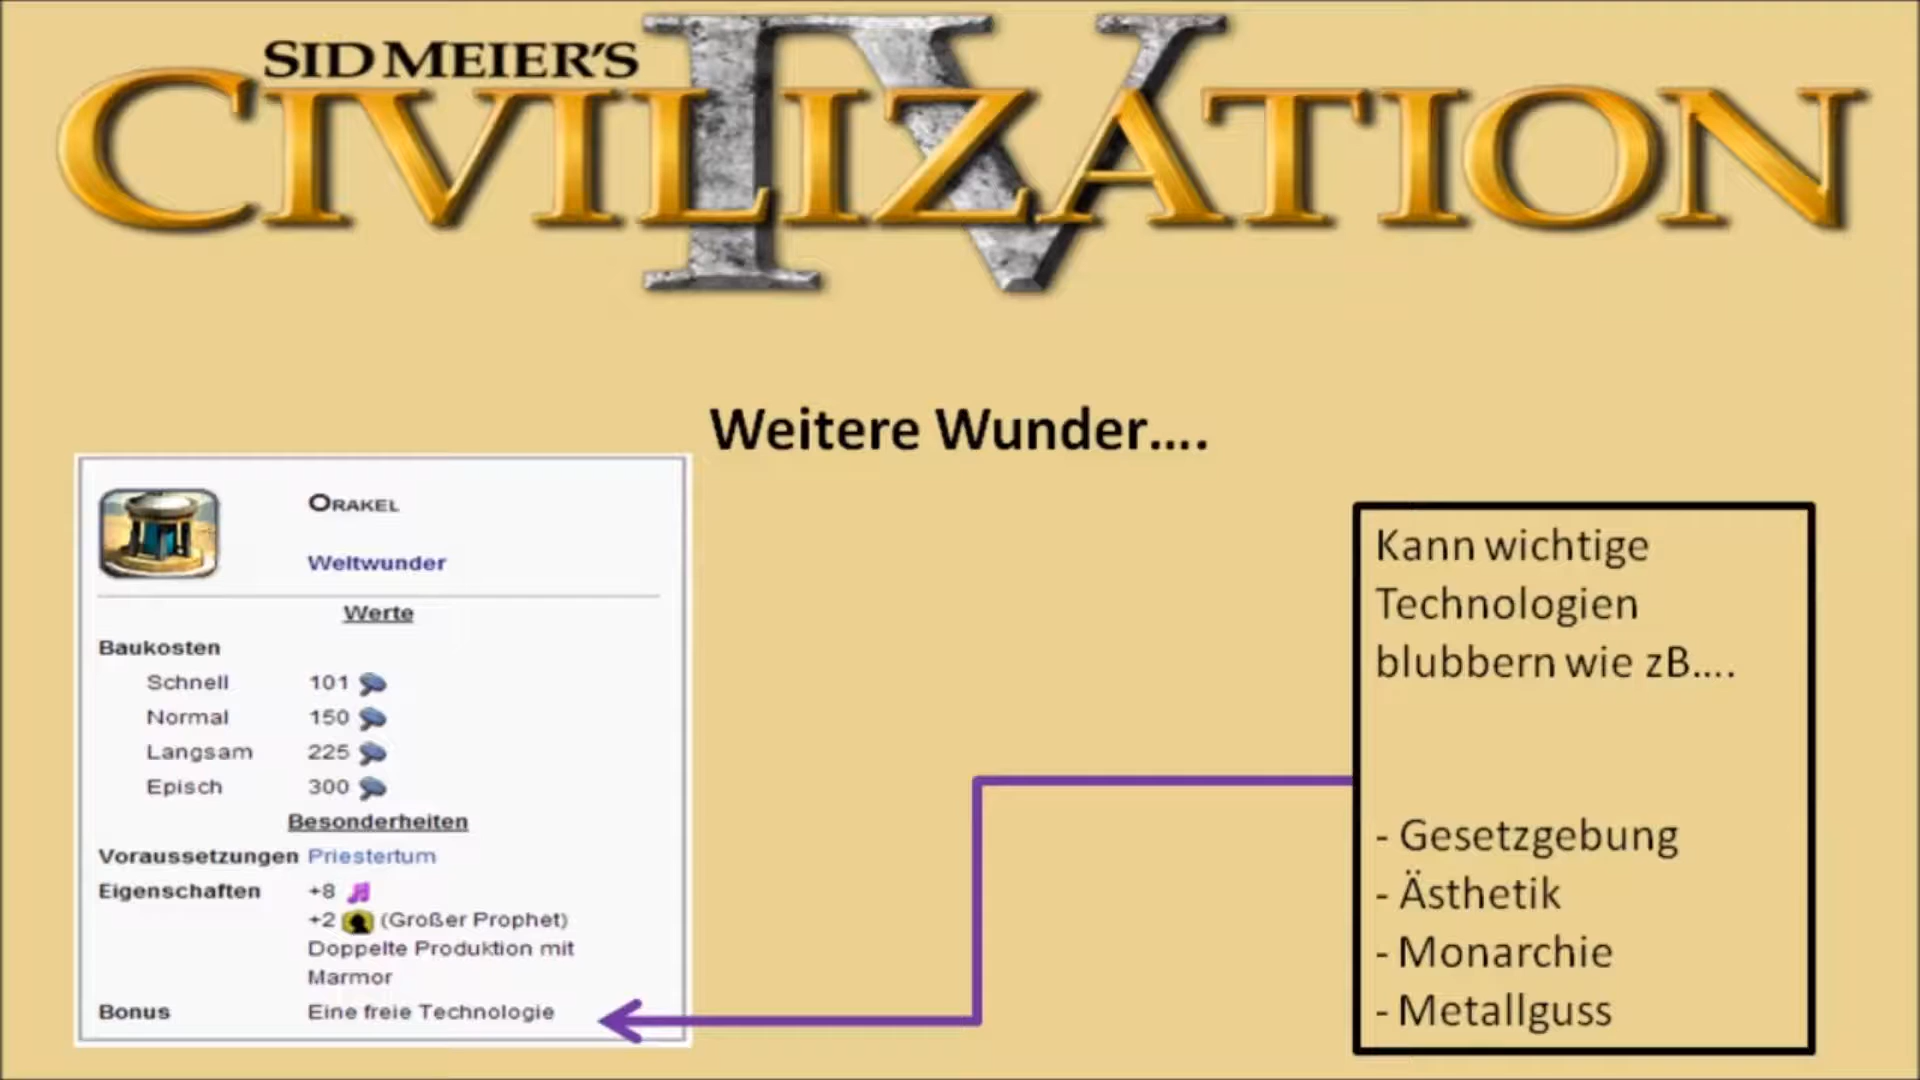 SID MEIER'S
IV
CIVILIZATION
Weitere Wunder....
ORAKEL
Weltwunder
Werte
Baukosten
Schnell 101
Normal 150
Langsam 225
Episch 300
Besonderheiten
Voraussetzungen Priestertum
Eigenschaften +8
+2 (Großer Prophet)
Doppelte Produktion mit
Marmor
Bonus Eine freie Technologie
Kann wichtige
Technologien
blubbern wie zB....
- Gesetzgebung
- Ästhetik
- Monarchie
- Metallguss